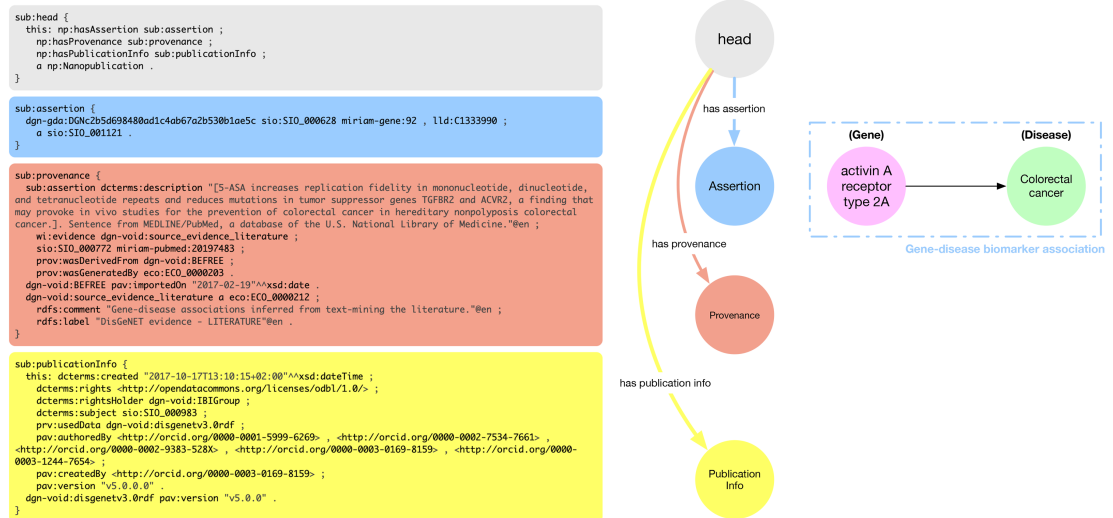 sub:head {
this: np:hasAssertion sub:assertion ;
np:hasProvenance sub:provenance ;
np:hasPublicationInfo sub:publicationInfo ;
a np:Nanopublication .
}
sub:assertion {
dgn-gda:DGNc2b5d698480ad1c4ab67a2b530b1ae5c sio:SIO_000628 miriam-gene:92 , lld:C1333990 ;
a sio:SIO_001121 .
}
sub:provenance {
sub:assertion dcterms:description "[5-ASA increases replication fidelity in mononucleotide, dinucleotide,
and tetranucleotide repeats and reduces mutations in tumor suppressor genes TGFBR2 and ACVR2, a finding that
may provoke in vivo studies for the prevention of colorectal cancer in hereditary nonpolyposis colorectal
cancer.]. Sentence from MEDLINE/PubMed, a database of the U.S. National Library of Medicine."@en ;
wi:evidence dgn-void:source_evidence_literature ;
sio:SIO_000772 miriam-pubmed:20197483 ;
prov:wasDerivedFrom dgn-void:BEFREE ;
prov:wasGeneratedBy eco:ECO_0000203 .
dgn-void:BEFREE pav:importedOn "2017-02-19"^^xsd:date .
dgn-void:source_evidence_literature a eco:ECO_0000212 ;
rdfs:comment "Gene-disease associations inferred from text-mining the literature."@en ;
rdfs:label "DisGeNET evidence - LITERATURE"@en .
}
sub:publicationInfo {
this: dcterms:created "2017-10-17T13:10:15+02:00"^^xsd:dateTime ;
dcterms:rights <http://opendatacommons.org/licenses/odbl/1.0/> ;
dcterms:rightsHolder dgn-void:IBIGroup ;
dcterms:subject sio:SIO_000983 ;
prv:usedData dgn-void:disgenetv3.0rdf ;
pav:authoredBy <http://orcid.org/0000-0001-5999-6269> , <http://orcid.org/0000-0002-7534-7661> ,
<http://orcid.org/0000-0002-9383-528X> , <http://orcid.org/0000-0003-0169-8159> , <http://orcid.org/0000-
0003-1244-7654> ;
pav:createdBy <http://orcid.org/0000-0003-0169-8159> ;
pav:version "v5.0.0.0" .
dgn-void:disgenetv3.0rdf pav:version "v5.0.0" .
}
head
has assertion
Assertion
has provenance
Provenance
has publication info
Publication
Info
(Gene)
(Disease)
activin A
receptor
type 2A
Colorectal
cancer
Gene-disease biomarker association